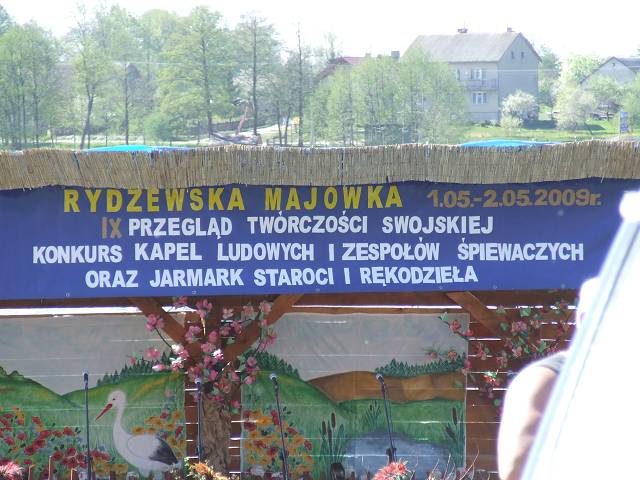 RYDZEWSKA MAJÓWKA 1.05.-2.05.2009r.
IX PRZEGLĄD TWÓRCZOŚCI SWOJSKIEJ
KONKURS KAPEL LUDOWYCH I ZESPOŁÓW ŚPIEWACZYCH
ORAZ JARMARK STAROCI I RĘKODZIEŁA